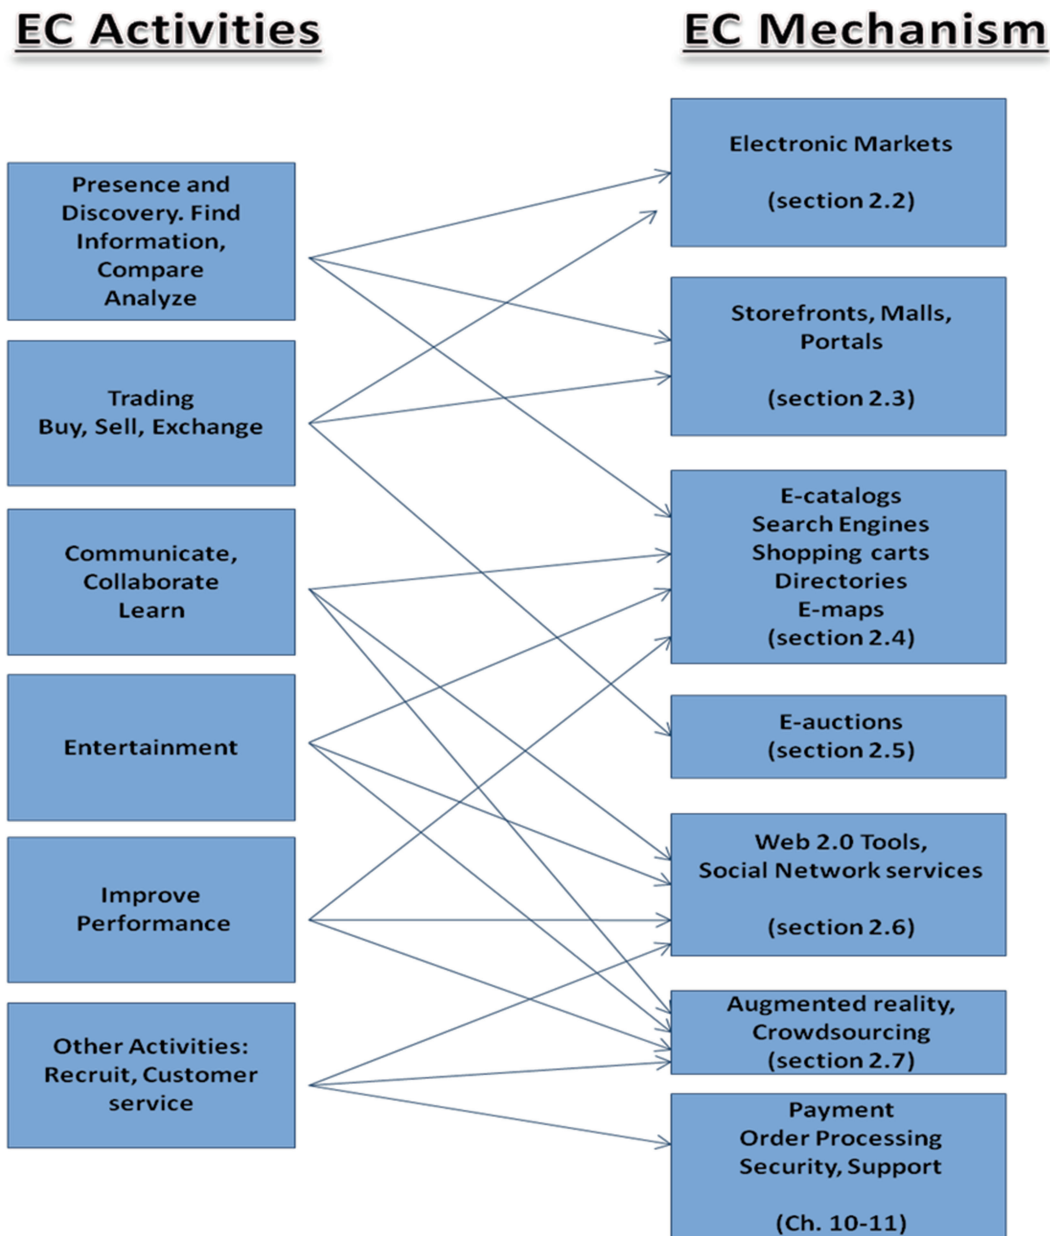 EC Activities
EC Mechanism
Presence and
Discovery. Find
Information,
Compare
Analyze
Trading
Buy, Sell, Exchange
Communicate,
Collaborate
Learn
Entertainment
Improve
Performance
Other Activities:
Recruit, Customer
service
Electronic Markets
(section 2.2)
Storefronts, Malls,
Portals
(section 2.3)
E-catalogs
Search Engines
Shopping carts
Directories
E-maps
(section 2.4)
E-auctions
(section 2.5)
Web 2.0 Tools,
Social Network services
(section 2.6)
Augmented reality,
Crowdsourcing
(section 2.7)
Payment
Order Processing
Security, Support
(Ch. 10-11)